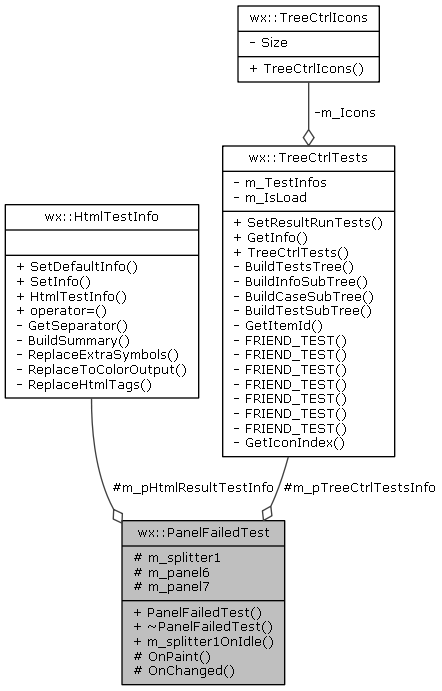 wx::TreeCtrlIcons
- Size
+ TreeCtrlIcons()
-m_Icons
wx::TreeCtrlTests
- m_TestInfos
- m_IsLoad
+ SetResultRunTests()
+ GetInfo()
+ TreeCtrlTests()
- BuildTestsTree()
- BuildInfoSubTree()
- BuildCaseSubTree()
- BuildTestSubTree()
- GetItemId()
- FRIEND_TEST()
- FRIEND_TEST()
- FRIEND_TEST()
- FRIEND_TEST()
- FRIEND_TEST()
- FRIEND_TEST()
- FRIEND_TEST()
- GetIconIndex()
wx::HtmlTestInfo
+ SetDefaultInfo()
+ SetInfo()
+ HtmlTestInfo()
+ operator=()
- GetSeparator()
- BuildSummary()
- ReplaceExtraSymbols()
- ReplaceToColorOutput()
- ReplaceHtmlTags()
#m_pHtmlResultTestInfo
#m_pTreeCtrlTestsInfo
wx::PanelFailedTest
# m_splitter1
# m_panel6
# m_panel7
+ PanelFailedTest()
+ ~PanelFailedTest()
+ m_splitter1OnIdle()
# OnPaint()
# OnChanged()